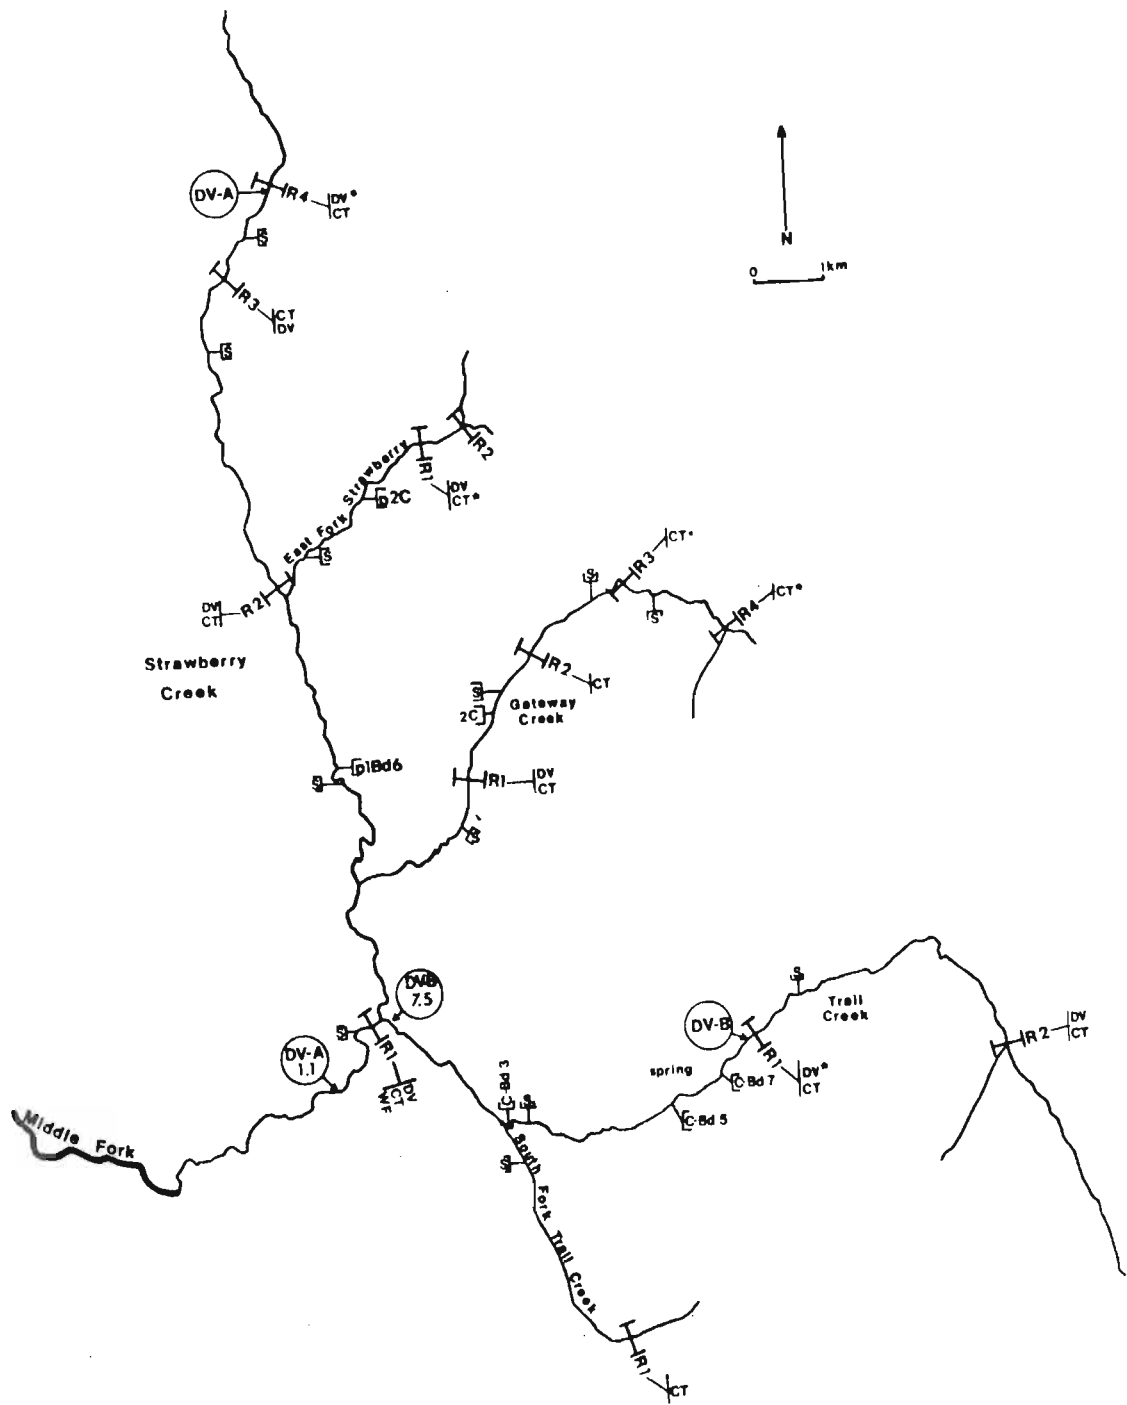 DV-A
R4
DV*
CT
S
R3
CT
DV
S
N
0 1km
R2
R1
DV
CT*
East Fork Strawberry
D2C
S
R2
DV
CT
Strawberry
Creek
R3
CT*
S
S
R4
CT*
R2
CT
S
2C
Gateway
Creek
R1
DV
CT
S
D1Bd6
S
DV-B
7.5
S
R1
DV
CT
WF
DV-A
1.1
Middle Fork
C-Bd 3
S
S
South Fork Trail Creek
R1
CT
spring
C-Bd 5
C-Bd 7
DV-B
R1
DV*
CT
S
Trail
Creek
R2
DV
CT